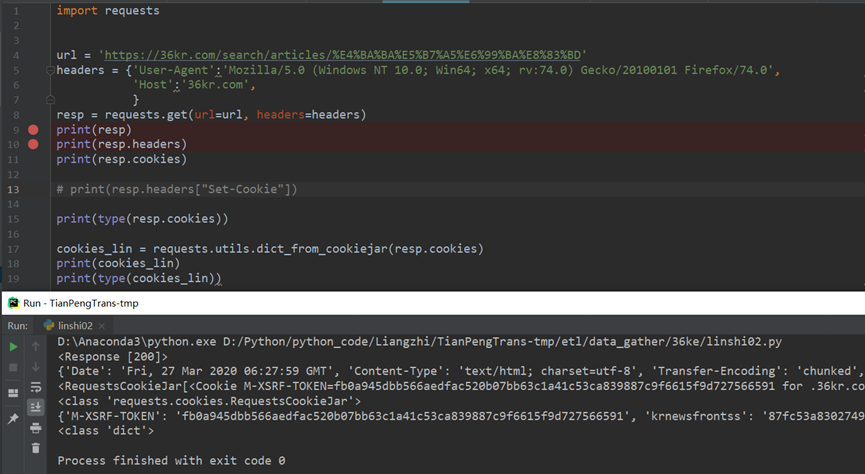 1 import requests
2
3
4 url = 'https://36kr.com/search/articles/%E4%BA%BA%E5%B7%A5%E6%99%BA%E8%83%BD'
5 headers = {'User-Agent':'Mozilla/5.0 (Windows NT 10.0; Win64; x64; rv:74.0) Gecko/20100101 Firefox/74.0',
6 'Host':'36kr.com',
7 }
8 resp = requests.get(url=url, headers=headers)
9 print(resp)
10 print(resp.headers)
11 print(resp.cookies)
12
13 # print(resp.headers["Set-Cookie"])
14
15 print(type(resp.cookies))
16
17 cookies_lin = requests.utils.dict_from_cookiejar(resp.cookies)
18 print(cookies_lin)
19 print(type(cookies_lin))
Run - TianPengTrans-tmp
Run: linshi02 ×
D:\Anaconda3\python.exe D:/Python/python_code/Liangzhi/TianPengTrans-tmp/etl/data_gather/36ke/linshi02.py
<Response [200]>
{'Date': 'Fri, 27 Mar 2020 06:27:59 GMT', 'Content-Type': 'text/html; charset=utf-8', 'Transfer-Encoding': 'chunked',
<RequestsCookieJar[<Cookie M-XSRF-TOKEN=fb0a945dbb566aedfac520b07bb63c1a41c53ca839887c9f6615f9d727566591 for .36kr.co
<class 'requests.cookies.RequestsCookieJar'>
{'M-XSRF-TOKEN': 'fb0a945dbb566aedfac520b07bb63c1a41c53ca839887c9f6615f9d727566591', 'krnewsfrontss': '87fc53a8302749
<class 'dict'>
Process finished with exit code 0